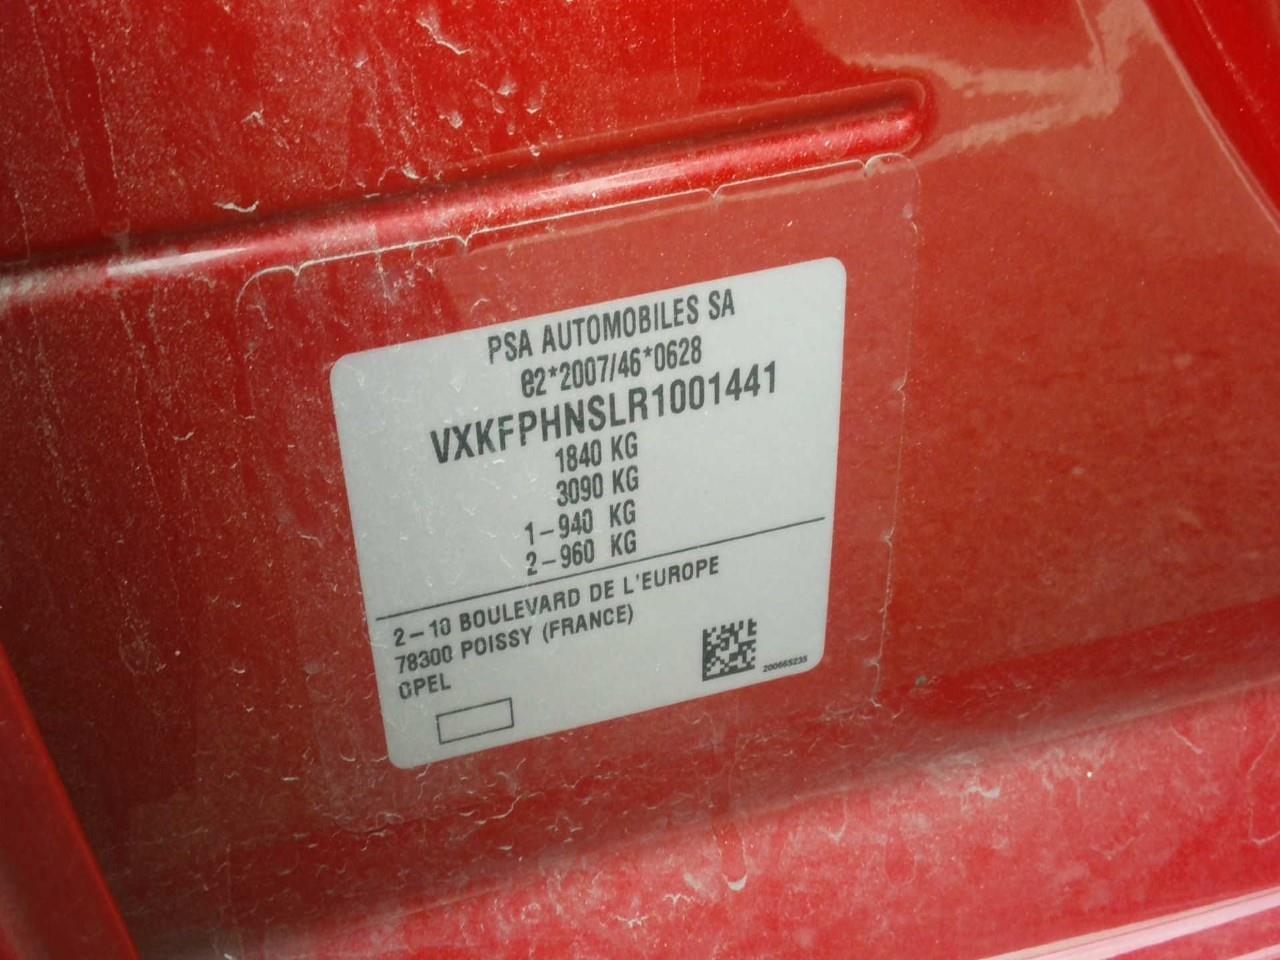 PSA AUTOMOBILES SA
e2*2007/46*0628
VXKFPHNSLR1001441
1840 KG
3090 KG
1-940 KG
2-960 KG
2-10 BOULEVARD DE L'EUROPE
78300 POISSY (FRANCE)
OPEL
200665235